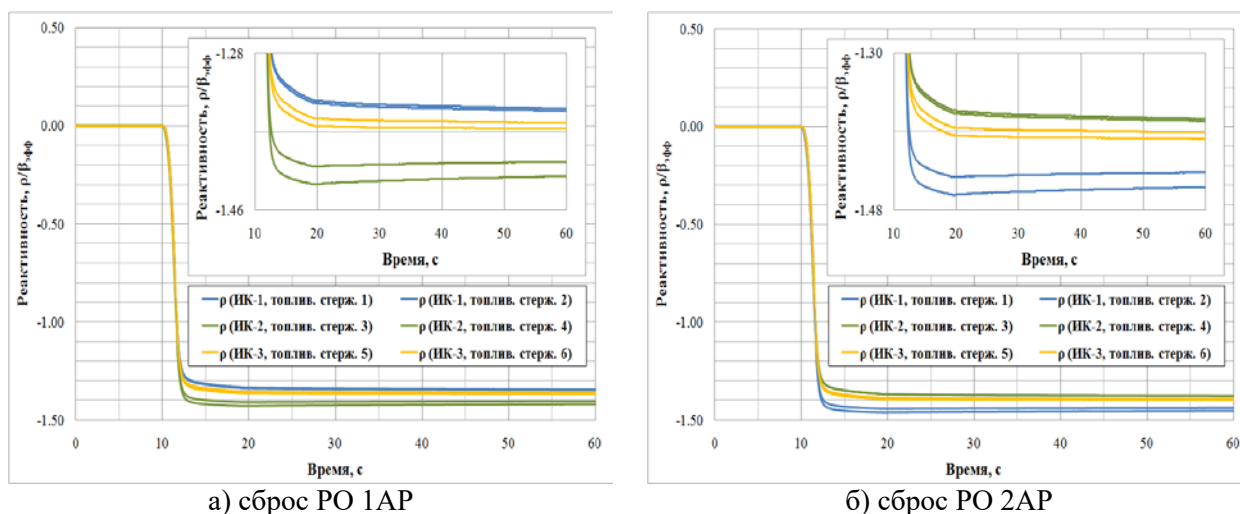 0.50
0.00
-0.50
-1.00
-1.50
Реактивность, ρ/βэфф
0
10
20
30
40
50
60
Время, с
-1.28
-1.46
Реактивность, ρ/βэфф
10
20
30
40
50
60
Время, с
ρ (ИК-1, топлив. стерж. 1)
ρ (ИК-1, топлив. стерж. 2)
ρ (ИК-2, топлив. стерж. 3)
ρ (ИК-2, топлив. стерж. 4)
ρ (ИК-3, топлив. стерж. 5)
ρ (ИК-3, топлив. стерж. 6)
а) сброс РО 1АР
0.50
0.00
-0.50
-1.00
-1.50
Реактивность, ρ/βэфф
0
10
20
30
40
50
60
Время, с
-1.30
-1.48
Реактивность, ρ/βэфф
10
20
30
40
50
60
Время, с
ρ (ИК-1, топлив. стерж. 1)
ρ (ИК-1, топлив. стерж. 2)
ρ (ИК-2, топлив. стерж. 3)
ρ (ИК-2, топлив. стерж. 4)
ρ (ИК-3, топлив. стерж. 5)
ρ (ИК-3, топлив. стерж. 6)
б) сброс РО 2АР